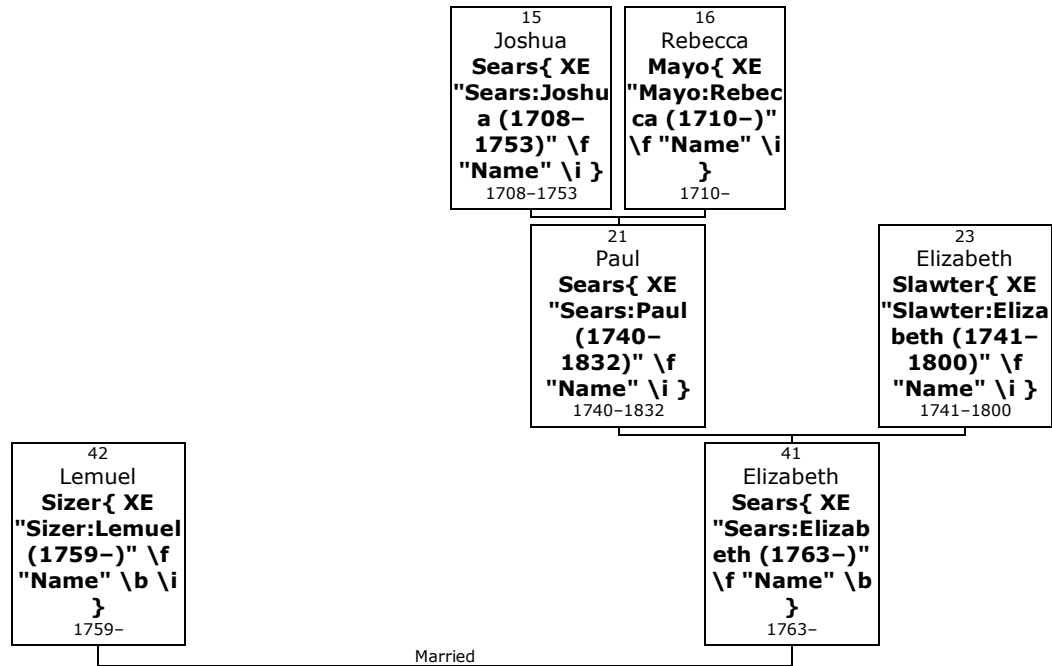 15
Joshua
Sears{ XE
"Sears:Joshu
a (1708–
1753)" \f
"Name" \i }
1708–1753
16
Rebecca
Mayo{ XE
"Mayo:Rebec
ca (1710–)"
\f "Name" \i
}
1710–
21
Paul
Sears{ XE
"Sears:Paul
(1740–
1832)" \f
"Name" \i }
1740–1832
23
Elizabeth
Slawter{ XE
"Slawter:Eliza
beth (1741–
1800)" \f
"Name" \i }
1741–1800
42
Lemuel
Sizer{ XE
"Sizer:Lemuel
(1759–)" \f
"Name" \b \i
}
1759–
41
Elizabeth
Sears{ XE
"Sears:Elizab
eth (1763–)"
\f "Name" \b
}
1763–
Married